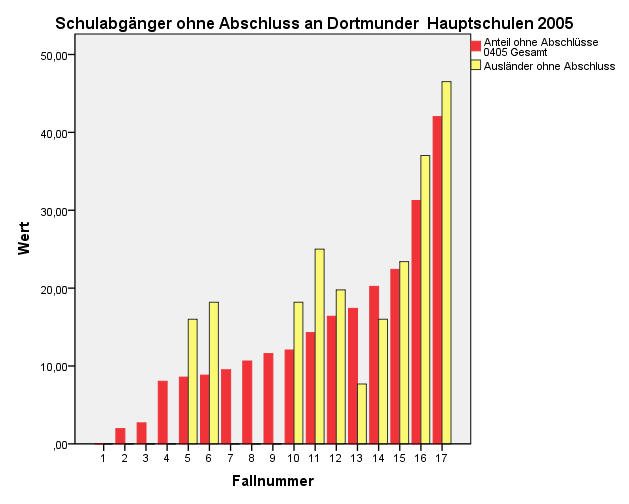 Schulabgänger ohne Abschluss an Dortmunder Hauptschulen 2005
Anteil ohne Abschlüsse
0405 Gesamt
Ausländer ohne Abschluss
50,00
40,00
30,00
20,00
10,00
,00
Wert
1 2 3 4 5 6 7 8 9 10 11 12 13 14 15 16 17
Fallnummer